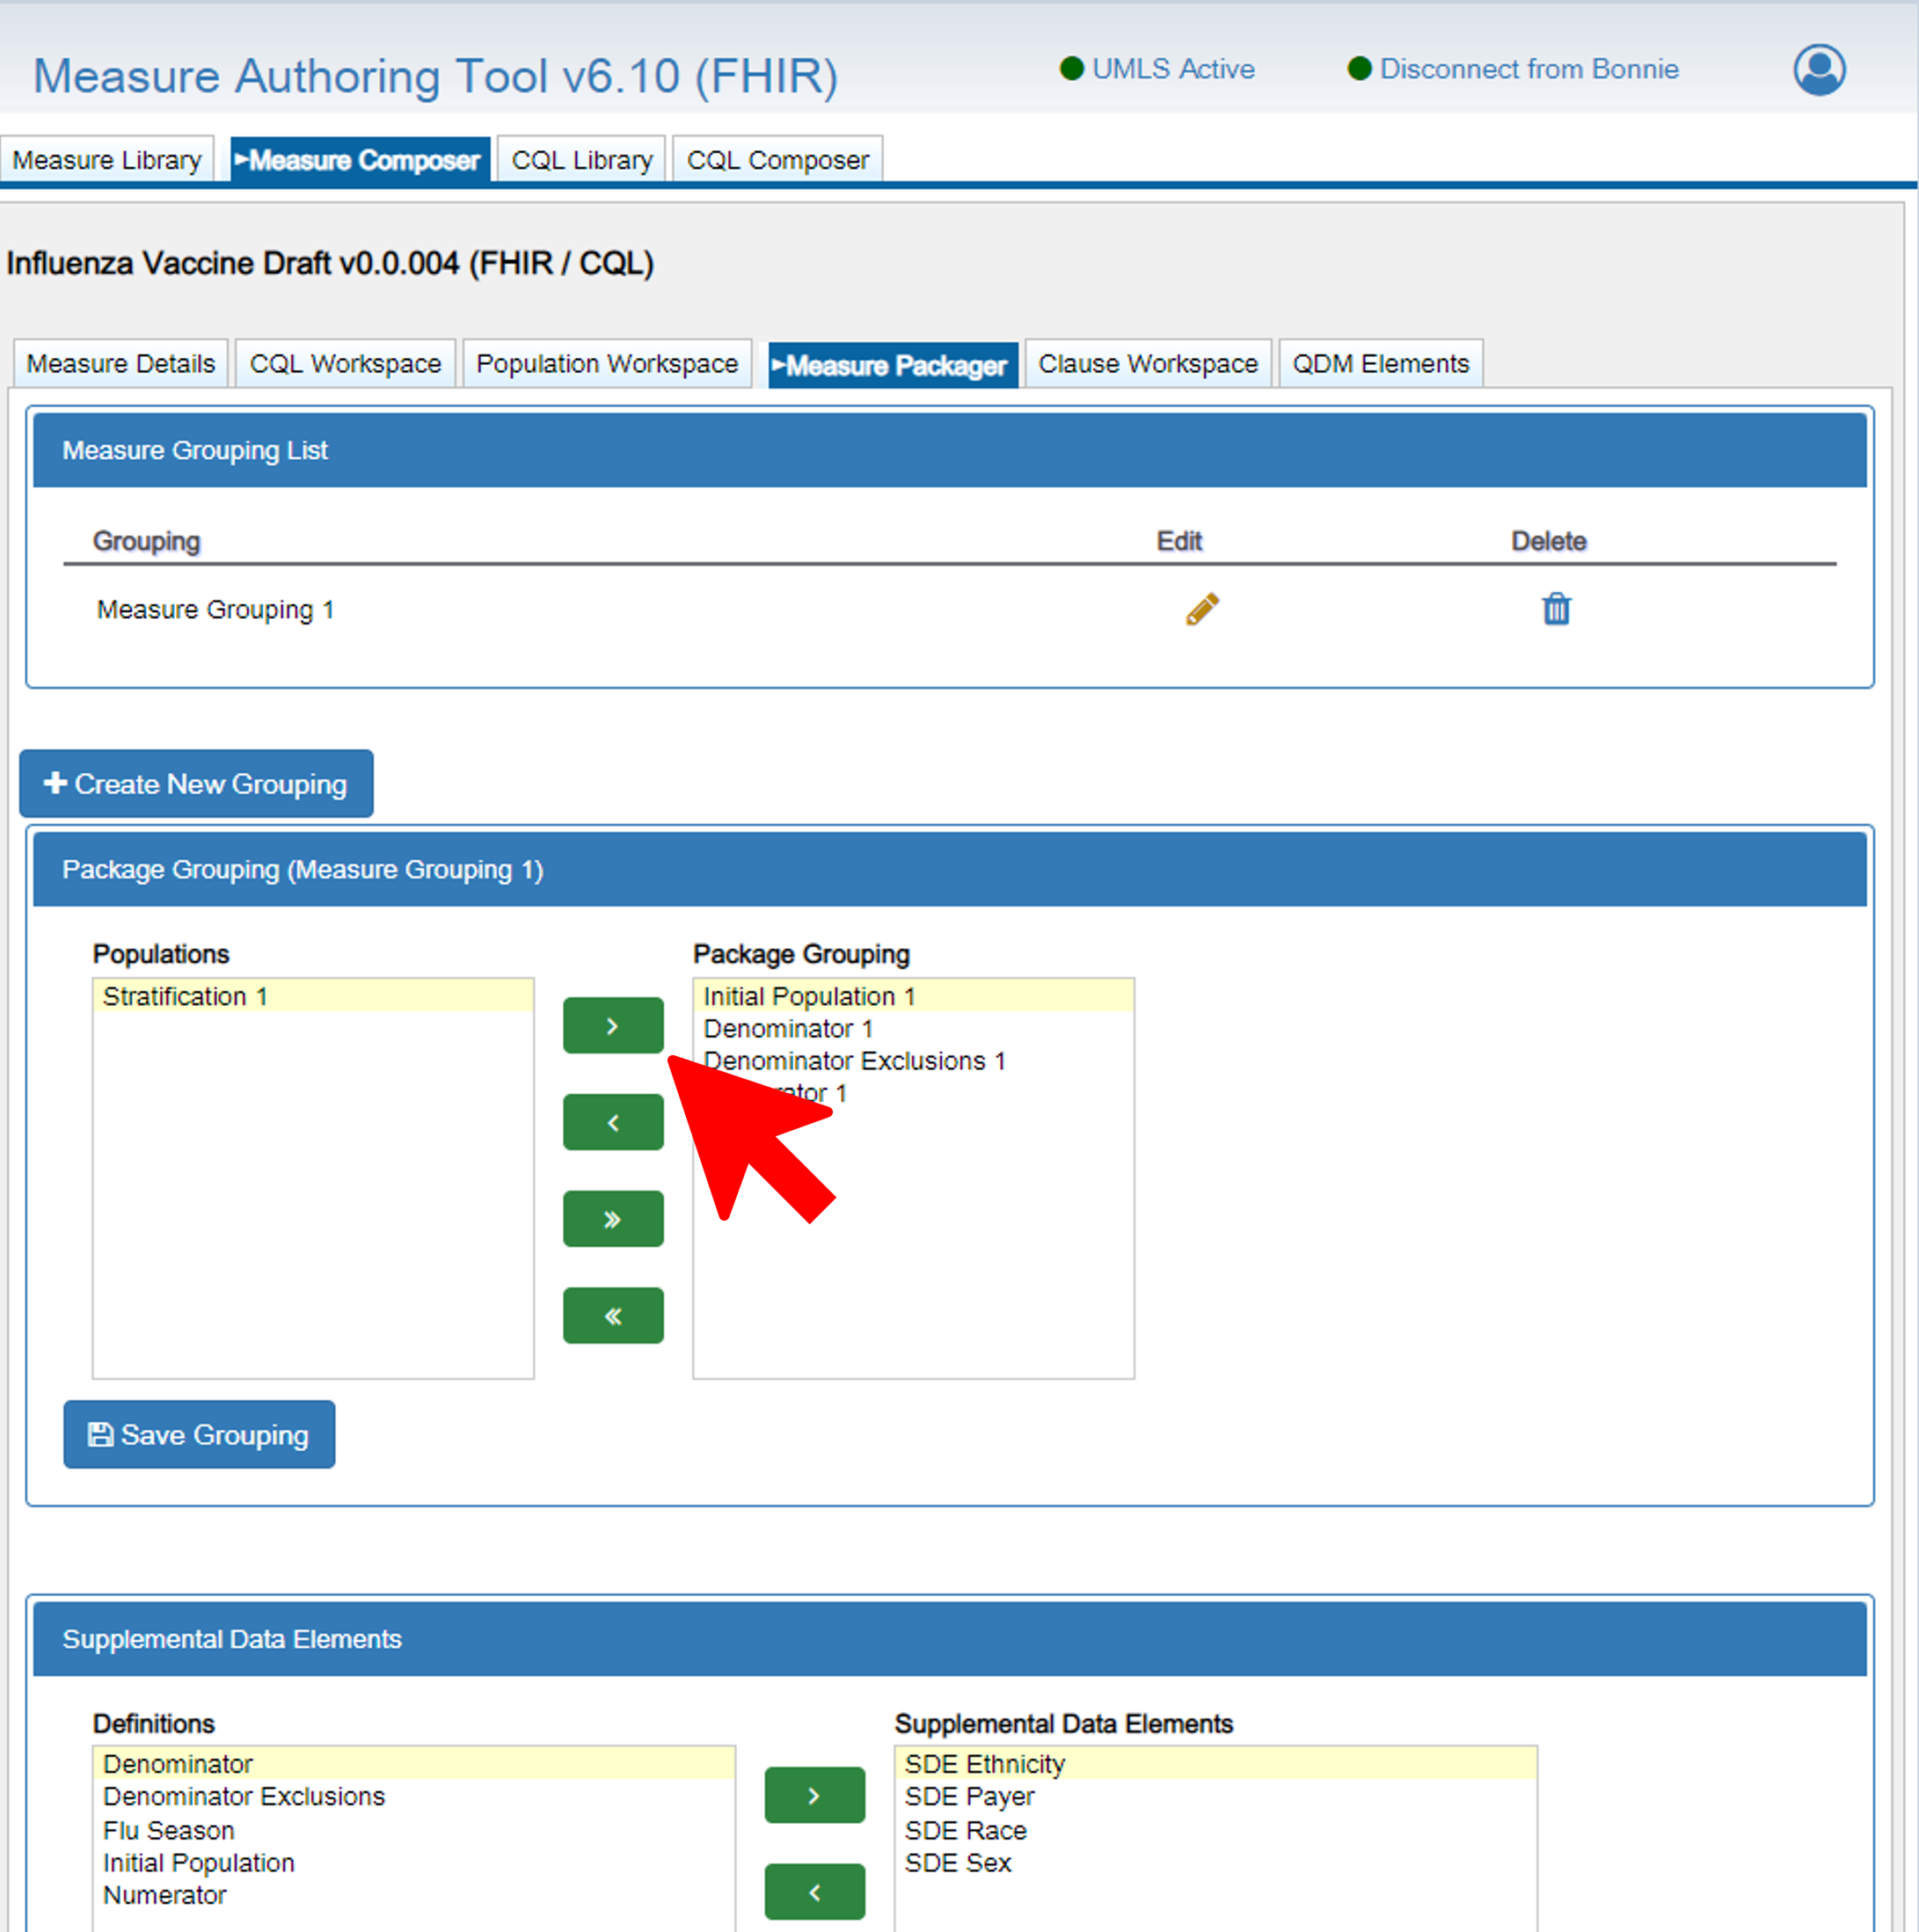 Measure Authoring Tool v6.10 (FHIR)
UMLS Active
Disconnect from Bonnie
Measure Library
Measure Composer
CQL Library
CQL Composer
Influenza Vaccine Draft v0.0.004 (FHIR / CQL)
Measure Details
CQL Workspace
Population Workspace
Measure Packager
Clause Workspace
QDM Elements
Measure Grouping List
Grouping Edit Delete
Measure Grouping 1
Create New Grouping
Package Grouping (Measure Grouping 1)
Populations
Stratification 1
Package Grouping
Initial Population 1
Denominator 1
Denominator Exclusions 1
1
Save Grouping
Supplemental Data Elements
Definitions
Denominator
Denominator Exclusions
Flu Season
Initial Population
Numerator
Supplemental Data Elements
SDE Ethnicity
SDE Payer
SDE Race
SDE Sex